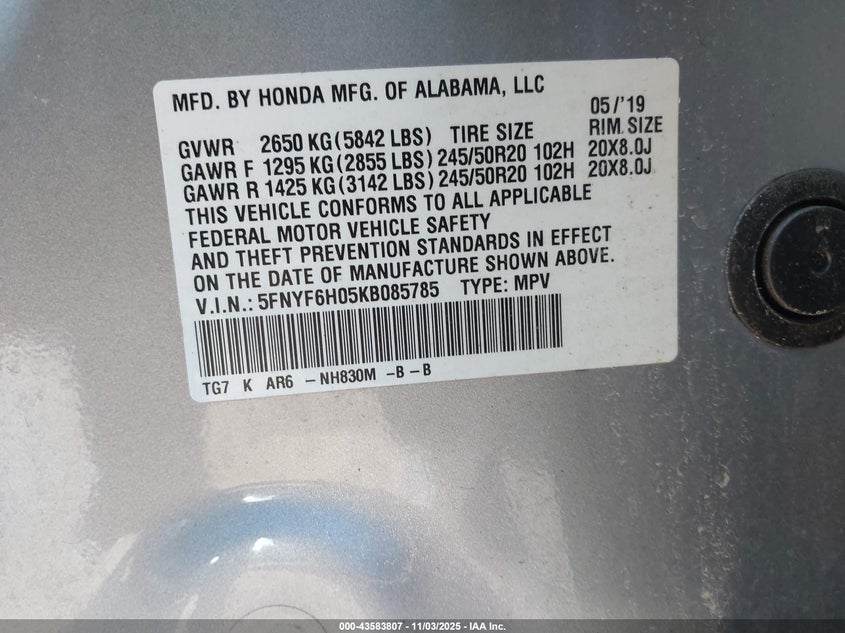 MFD. BY HONDA MFG. OF ALABAMA, LLC
05/'19
GVWR 2650 KG(5842 LBS) TIRE SIZE RIM SIZE
GAWR F 1295 KG(2855 LBS) 245/50R20 102H 20X8.0J
GAWR R 1425 KG(3142 LBS) 245/50R20 102H 20X8.0J
THIS VEHICLE CONFORMS TO ALL APPLICABLE
FEDERAL MOTOR VEHICLE SAFETY
AND THEFT PREVENTION STANDARDS IN EFFECT
ON THE DATE OF MANUFACTURE SHOWN ABOVE.
V.I.N.: 5FNYF6H05KB085785 TYPE: MPV
TG7 K AR6 -NH830M -B-B
000-43583807 - 11/03/2025 - IAA Inc.